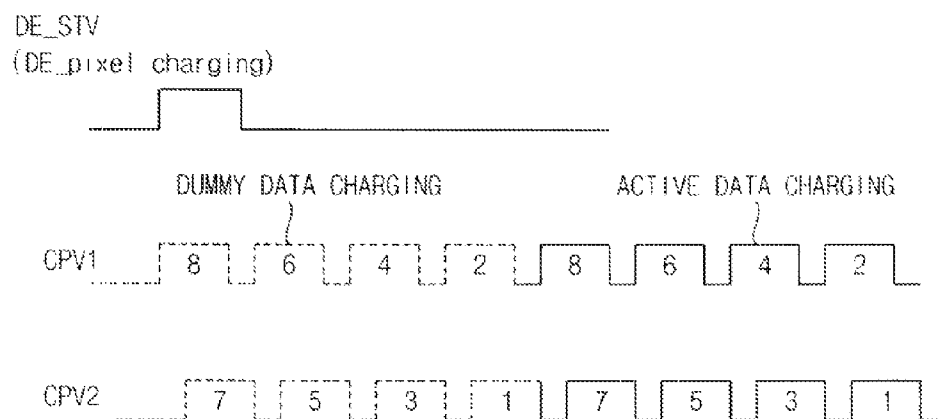 DE_STV
(DE_pixel charging)
DUMMY DATA CHARGING
ACTIVE DATA CHARGING
CPV1 8 6 4 2 8 6 4 2
CPV2 7 5 3 1 7 5 3 1